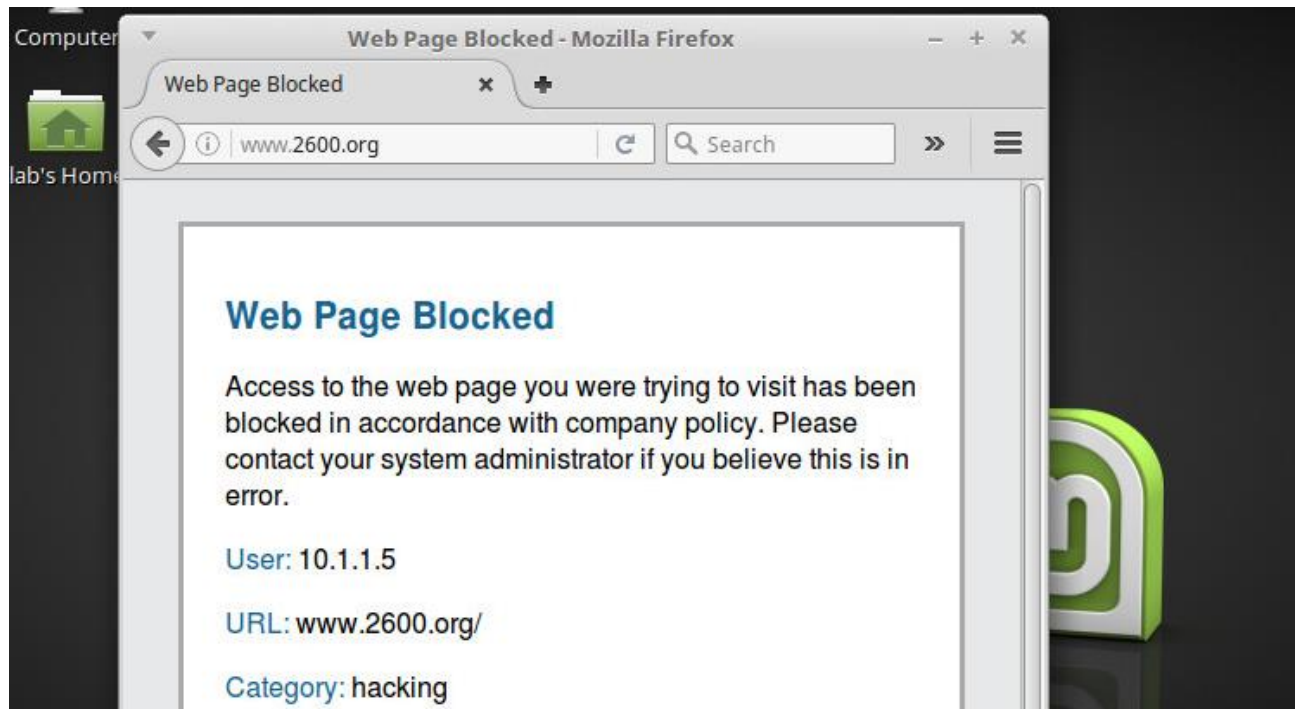 Computer
Web Page Blocked - Mozilla Firefox
Web Page Blocked
www.2600.org
Search
lab's Home
Web Page Blocked
Access to the web page you were trying to visit has been
blocked in accordance with company policy. Please
contact your system administrator if you believe this is in
error.
User: 10.1.1.5
URL: www.2600.org/
Category: hacking